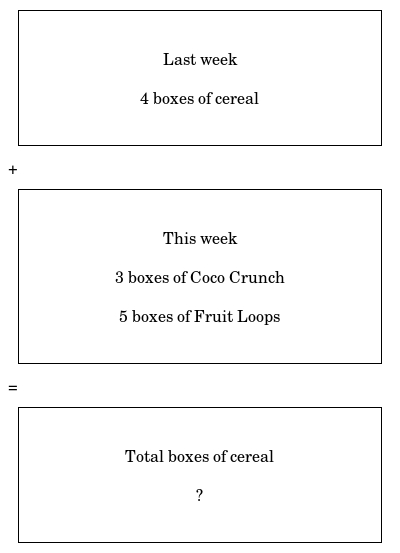 Last week
4 boxes of cereal
+
This week
3 boxes of Coco Crunch
5 boxes of Fruit Loops
=
Total boxes of cereal
?